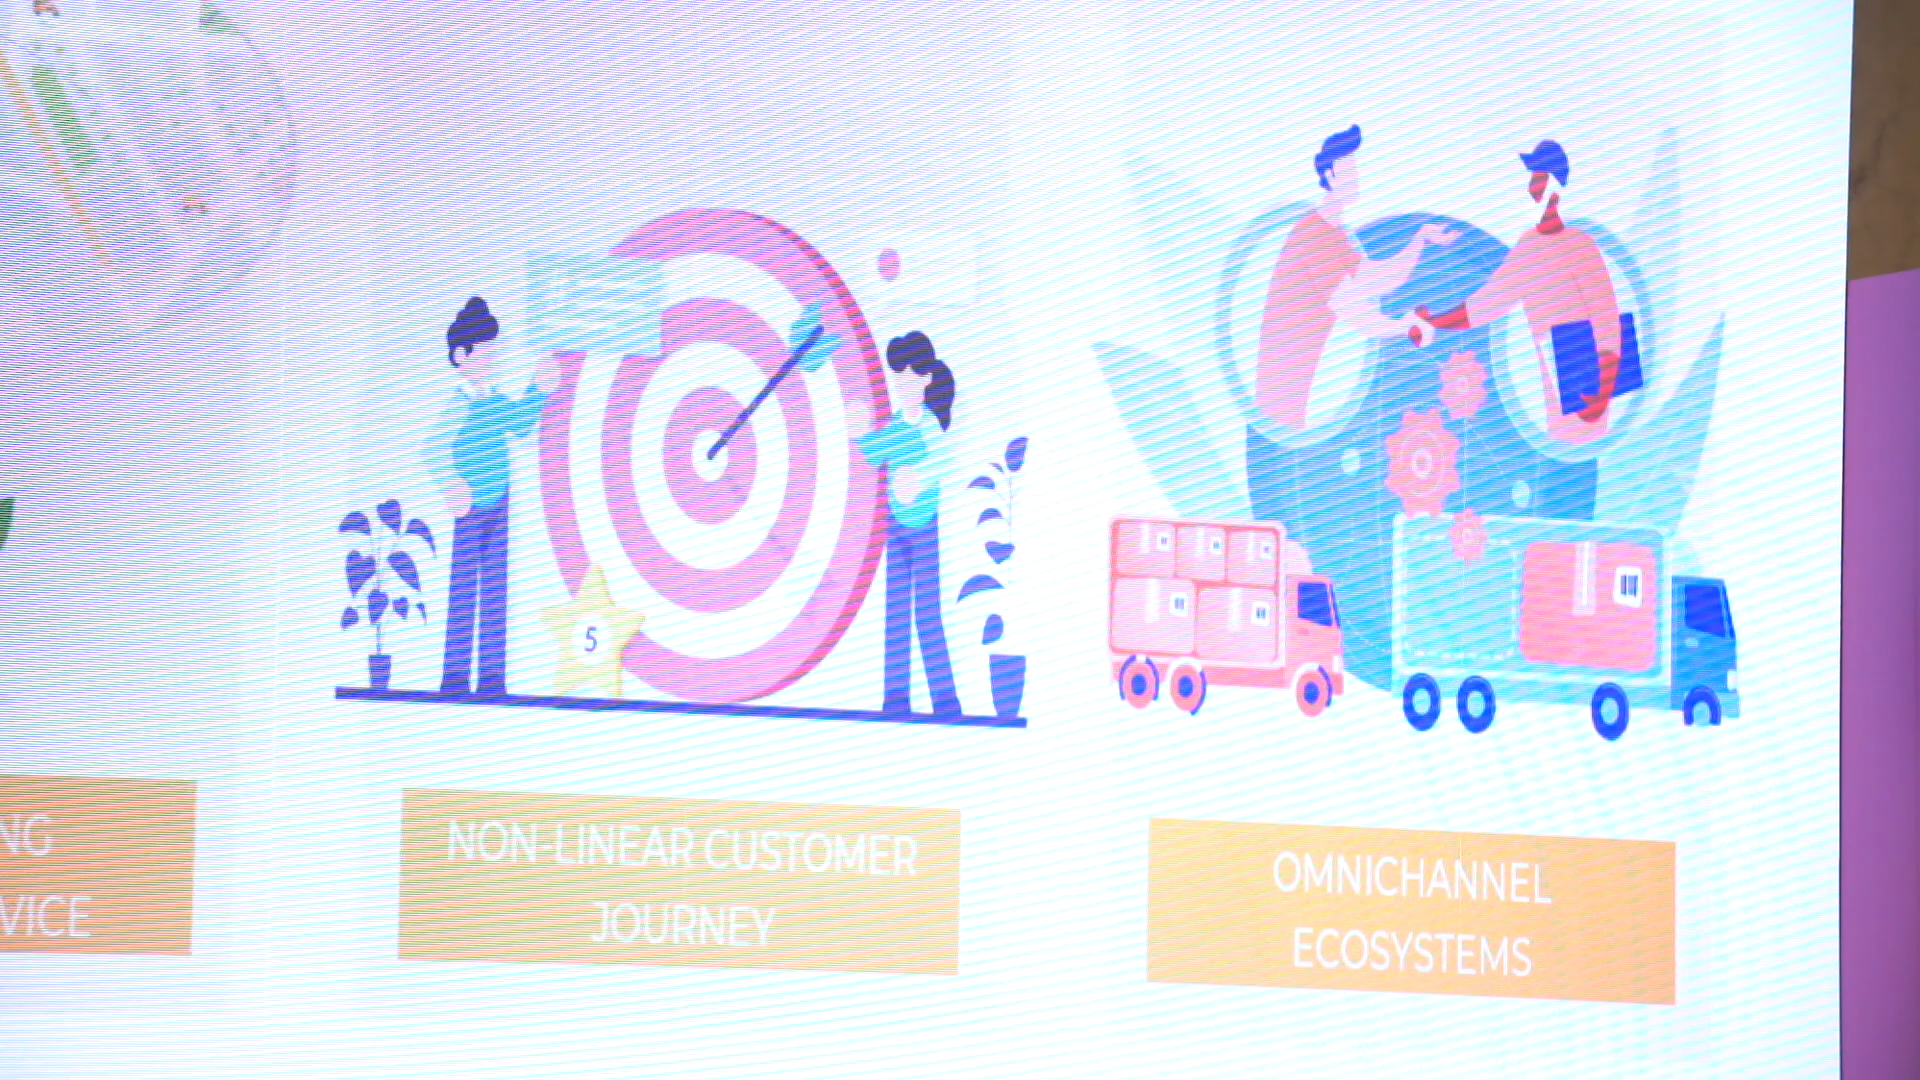 5
NG
VICE
NON-LINEAR CUSTOMER
JOURNEY
OMNICHANNEL
ECOSYSTEMS